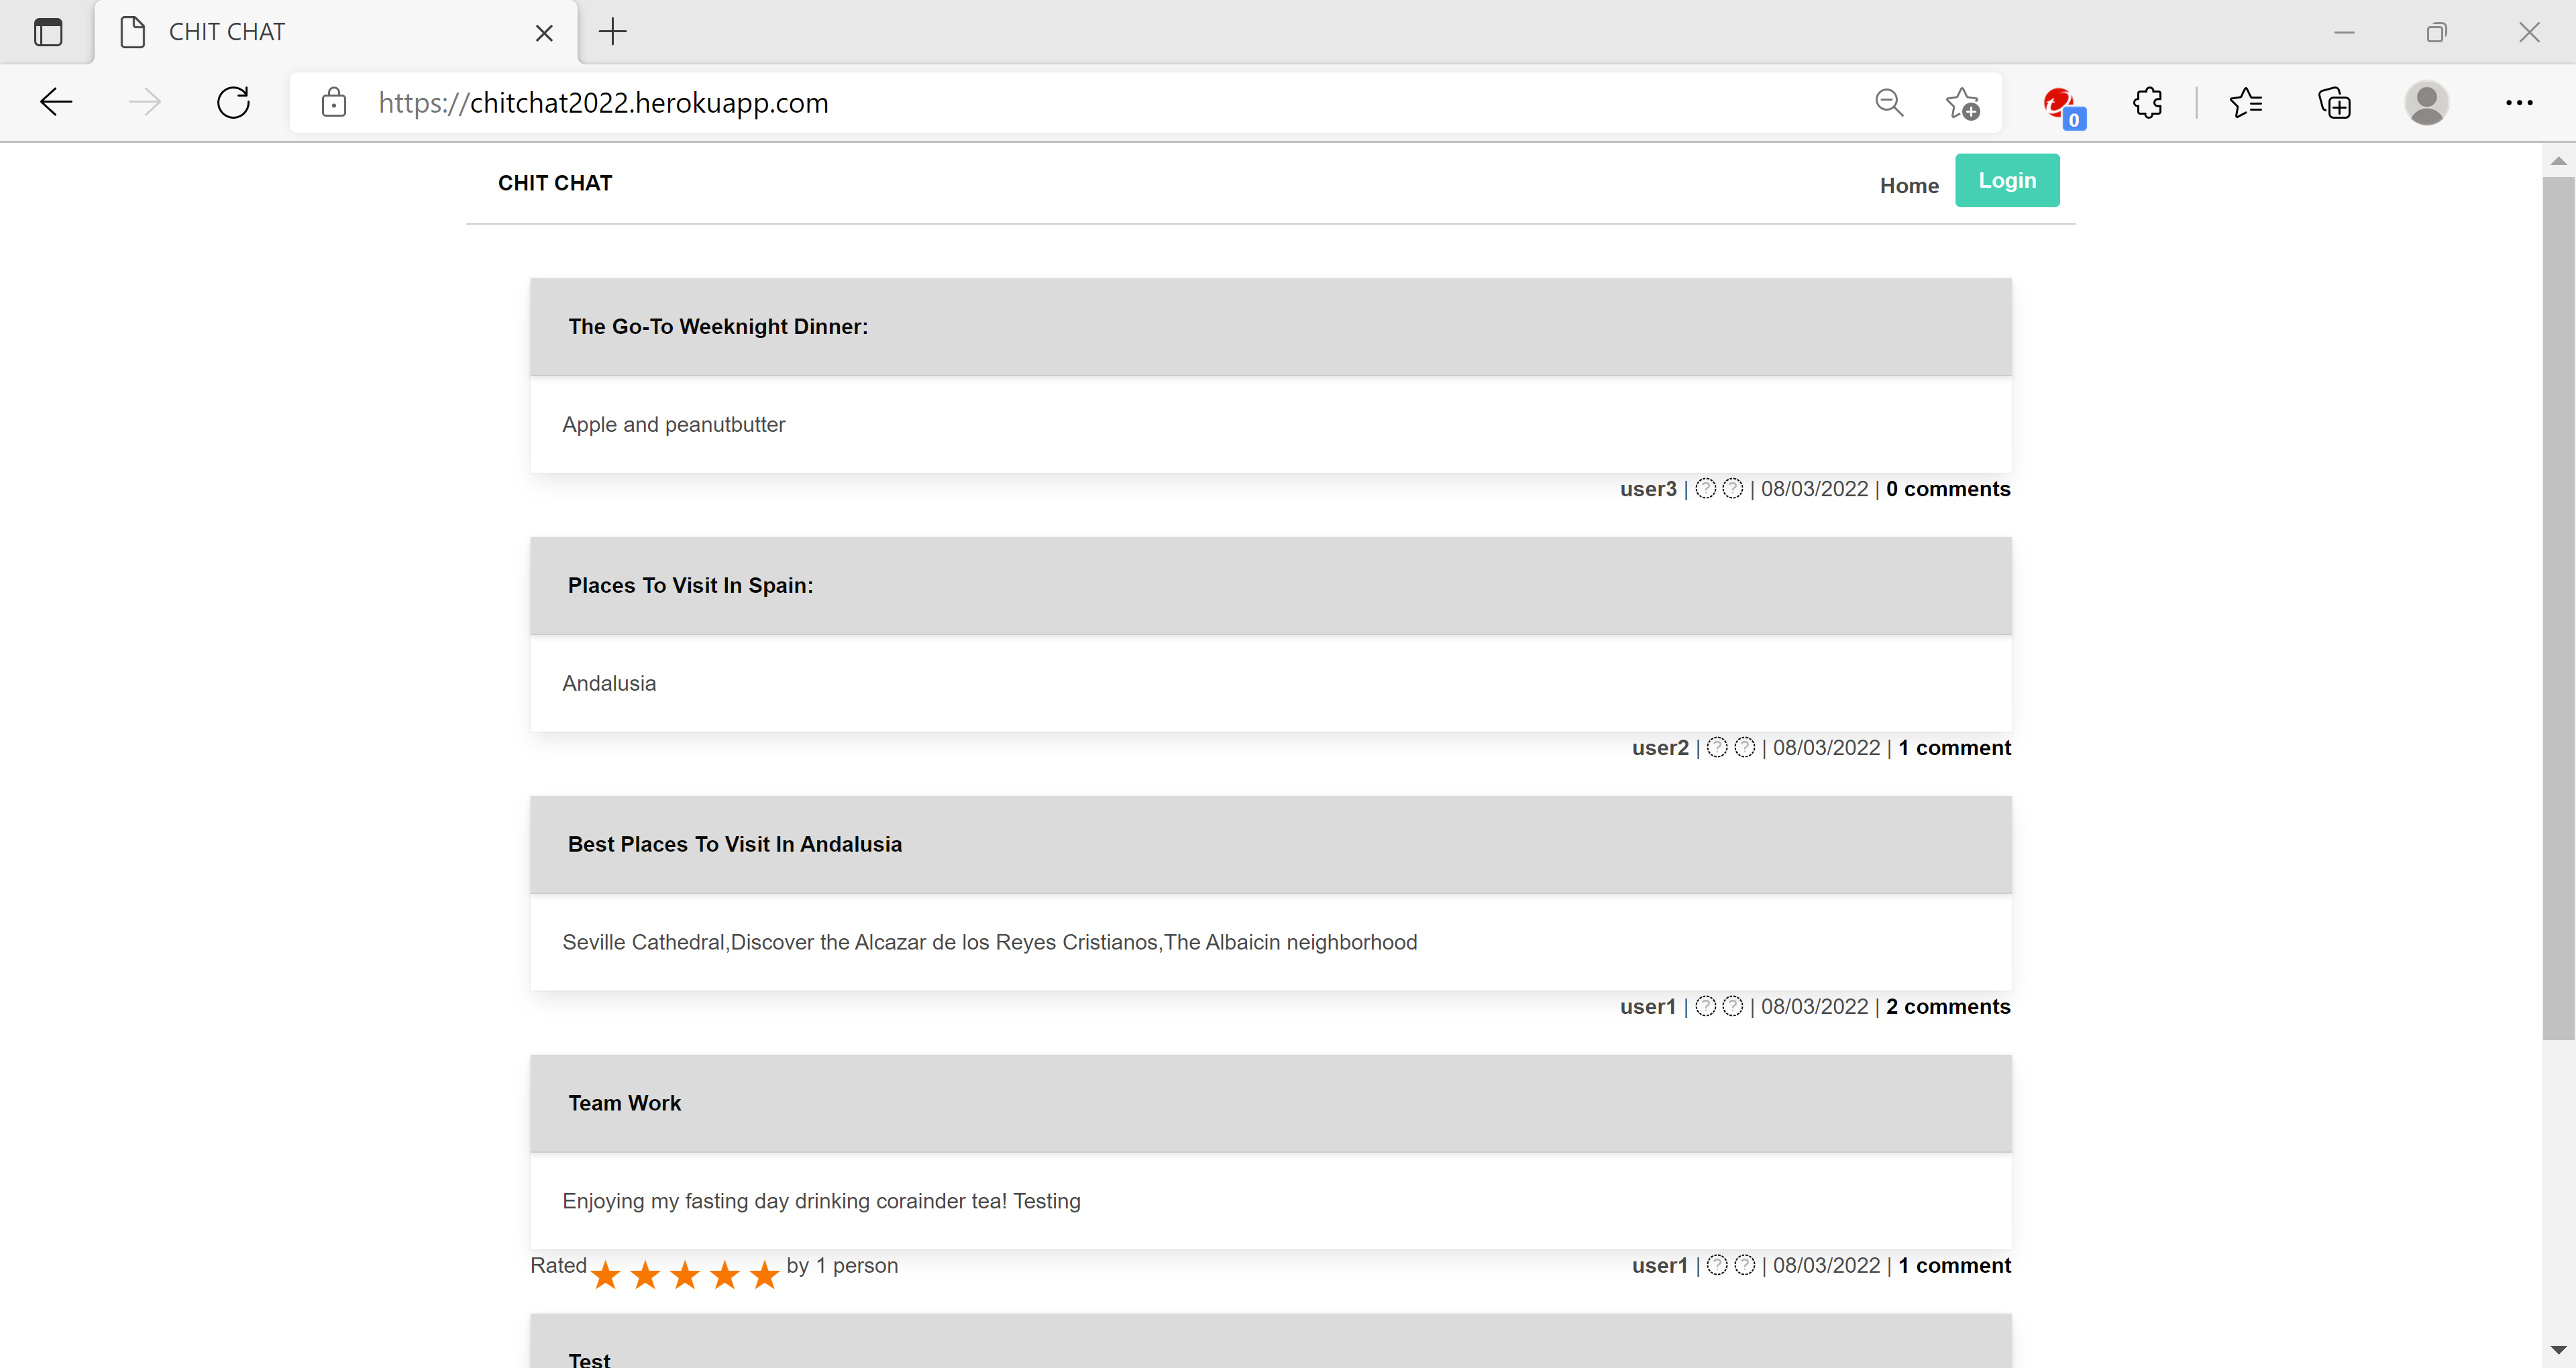 CHIT CHAT
https://chitchat2022.herokuapp.com
0
CHIT CHAT
Home
Login
The Go-To Weeknight Dinner:
Apple and peanutbutter
user3 | | 08/03/2022 | 0 comments
Places To Visit In Spain:
Andalusia
user2 | | 08/03/2022 | 1 comment
Best Places To Visit In Andalusia
Seville Cathedral,Discover the Alcazar de los Reyes Cristianos,The Albaicin neighborhood
user1 | | 08/03/2022 | 2 comments
Team Work
Enjoying my fasting day drinking corainder tea! Testing
Rated ★ ★ ★ ★ ★ by 1 person
user1 | | 08/03/2022 | 1 comment
Test